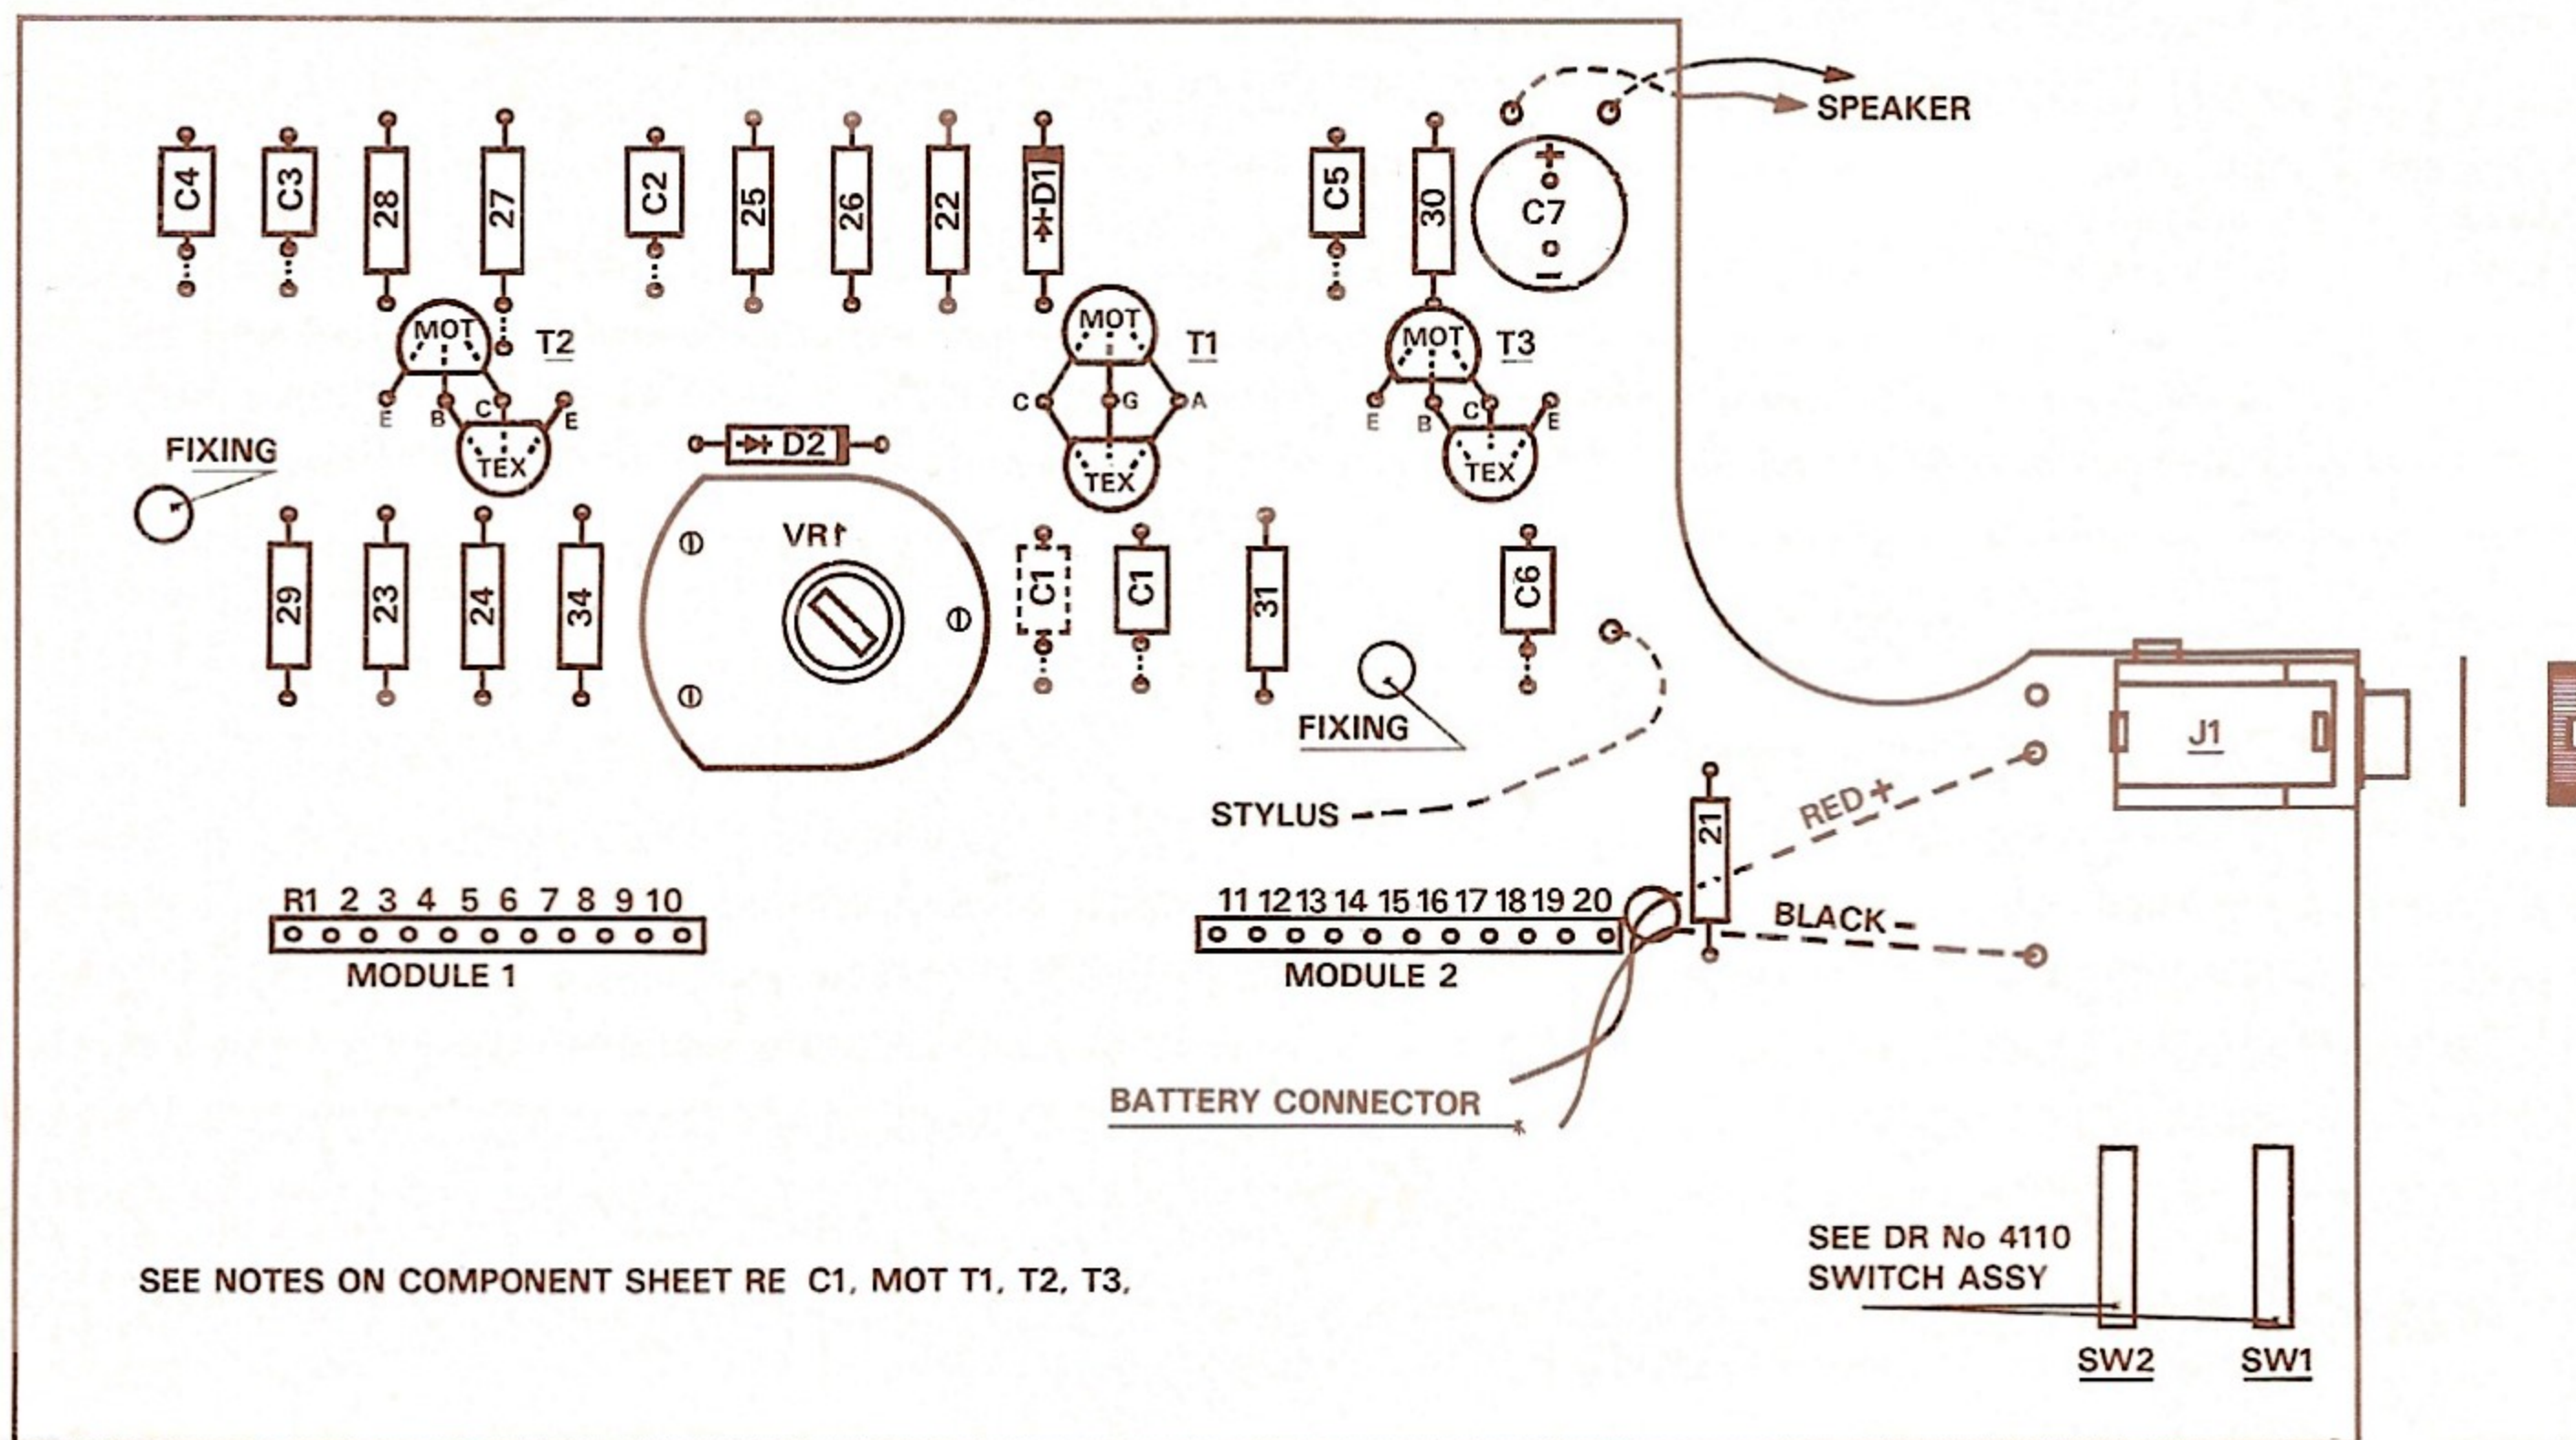 SPEAKER
C4
C3
28
27
C2
25
26
22
D1
C5
30
+
C7
−
MOT
T2
E B C E
TEX
MOT
T1
C G A
TEX
MOT
T3
E B C E
TEX
FIXING
D2
VR1
29
23
24
34
C1
C1
31
C6
FIXING
J1
STYLUS
21
RED +
BLACK −
R1 2 3 4 5 6 7 8 9 10
MODULE 1
11 12 13 14 15 16 17 18 19 20
MODULE 2
BATTERY CONNECTOR
SEE DR No 4110
SWITCH ASSY
SEE NOTES ON COMPONENT SHEET RE C1, MOT T1, T2, T3,
SW2
SW1